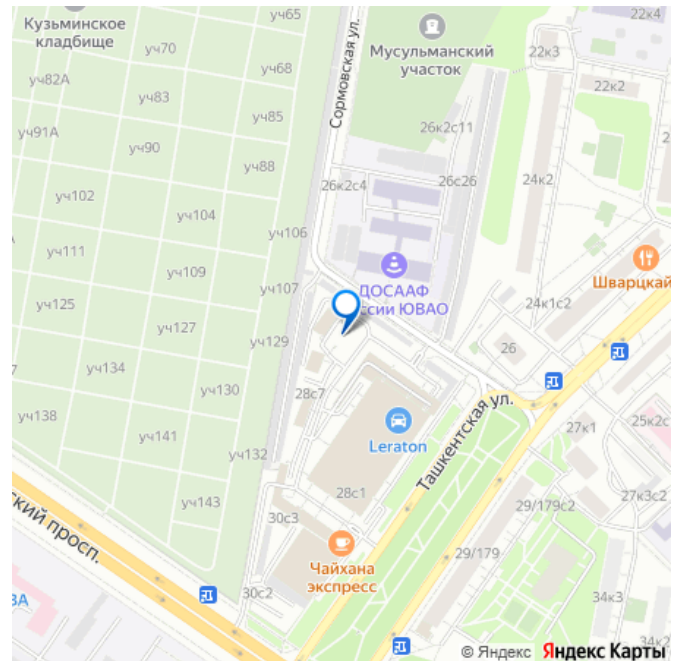 Кузьминское
кладбище
уч65
уч70
уч68
уч82А
уч83
уч85
уч91А
уч90
уч88
уч102
уч104
уч106
уч111
уч109
уч107
уч125
уч127
уч129
уч134
уч130
уч138
уч141
уч132
уч143
Сормовская ул.
Мусульманский
участок
22к4
22к3
22к2
26к2с11
26к2с4
26с26
24к2
ДОСААФ
ссии ЮВАО
Шварцкай
24к1с2
26
28с7
Leraton
Ташкентская ул.
27к1
25к2с
28с1
27к3с2
29/179с2
30с3
Чайхана
экспресс
29/179
ский просп.
30с2
34к3
34к2
ВА
© Яндекс Яндекс Карты